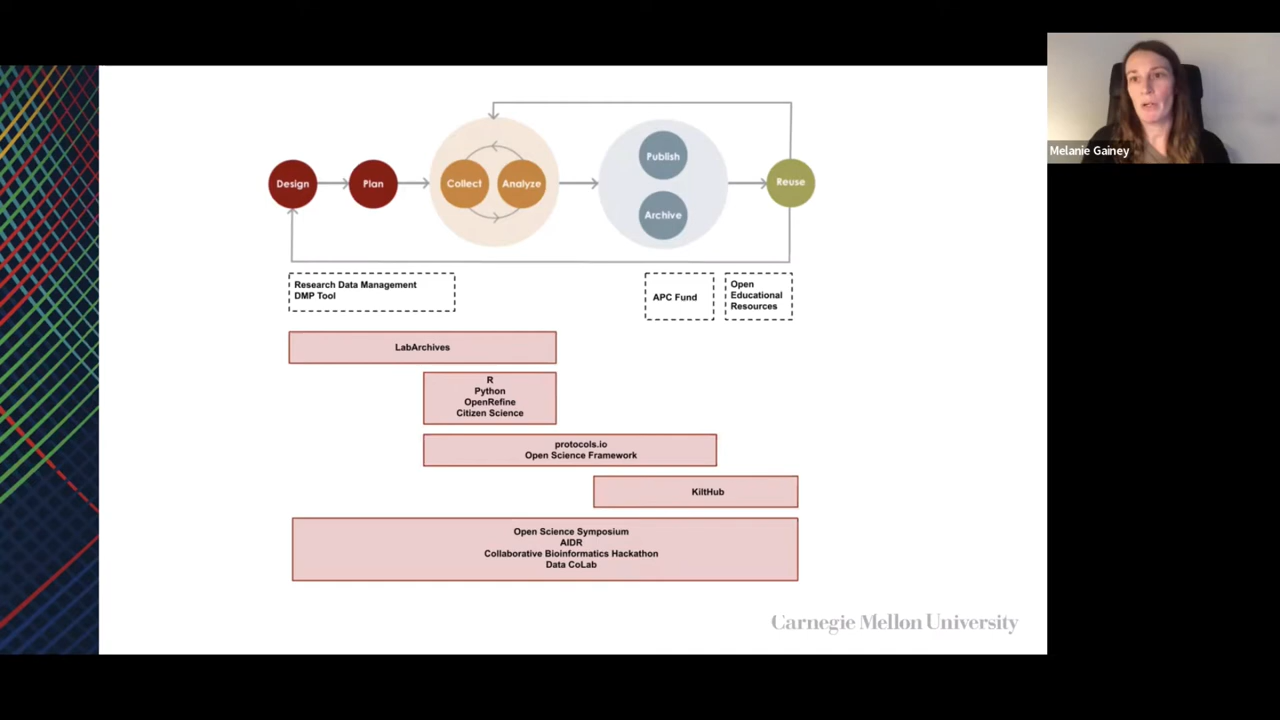 Melanie Gainey
Publish
Design
Plan
Collect
Analyze
Reuse
Archive
Research Data Management
DMP Tool
APC Fund
Open
Educational
Resources
LabArchives
R
Python
OpenRefine
Citizen Science
protocols.io
Open Science Framework
KiltHub
Open Science Symposium
AIDR
Collaborative Bioinformatics Hackathon
Data CoLab
Carnegie Mellon University